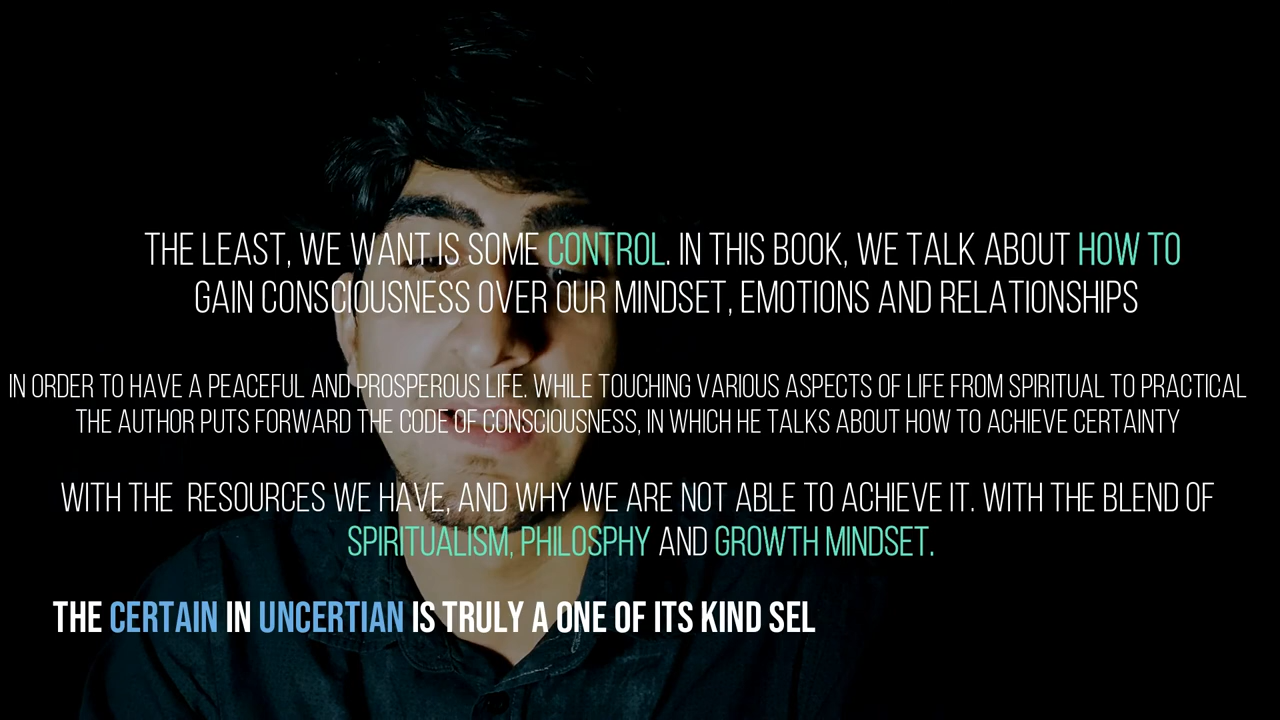 THE LEAST, WE WANT IS SOME CONTROL. IN THIS BOOK, WE TALK ABOUT HOW TO
GAIN CONSCIOUSNESS OVER OUR MINDSET, EMOTIONS AND RELATIONSHIPS
IN ORDER TO HAVE A PEACEFUL AND PROSPEROUS LIFE. WHILE TOUCHING VARIOUS ASPECTS OF LIFE FROM SPIRITUAL TO PRACTICAL
THE AUTHOR PUTS FORWARD THE CODE OF CONSCIOUSNESS, IN WHICH HE TALKS ABOUT HOW TO ACHIEVE CERTAINTY
WITH THE RESOURCES WE HAVE, AND WHY WE ARE NOT ABLE TO ACHIEVE IT. WITH THE BLEND OF
SPIRITUALISM, PHILOSPHY AND GROWTH MINDSET.
THE CERTAIN IN UNCERTIAN IS TRULY A ONE OF ITS KIND SEL